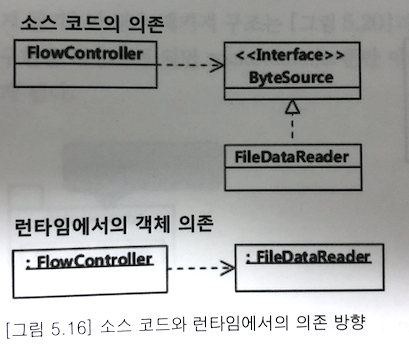 소스 코드의 의존
FlowController
<<Interface>>
ByteSource
FileDataReader
런타임에서의 객체 의존
: FlowController
: FileDataReader
[그림 5.16] 소스 코드와 런타임에서의 의존 방향